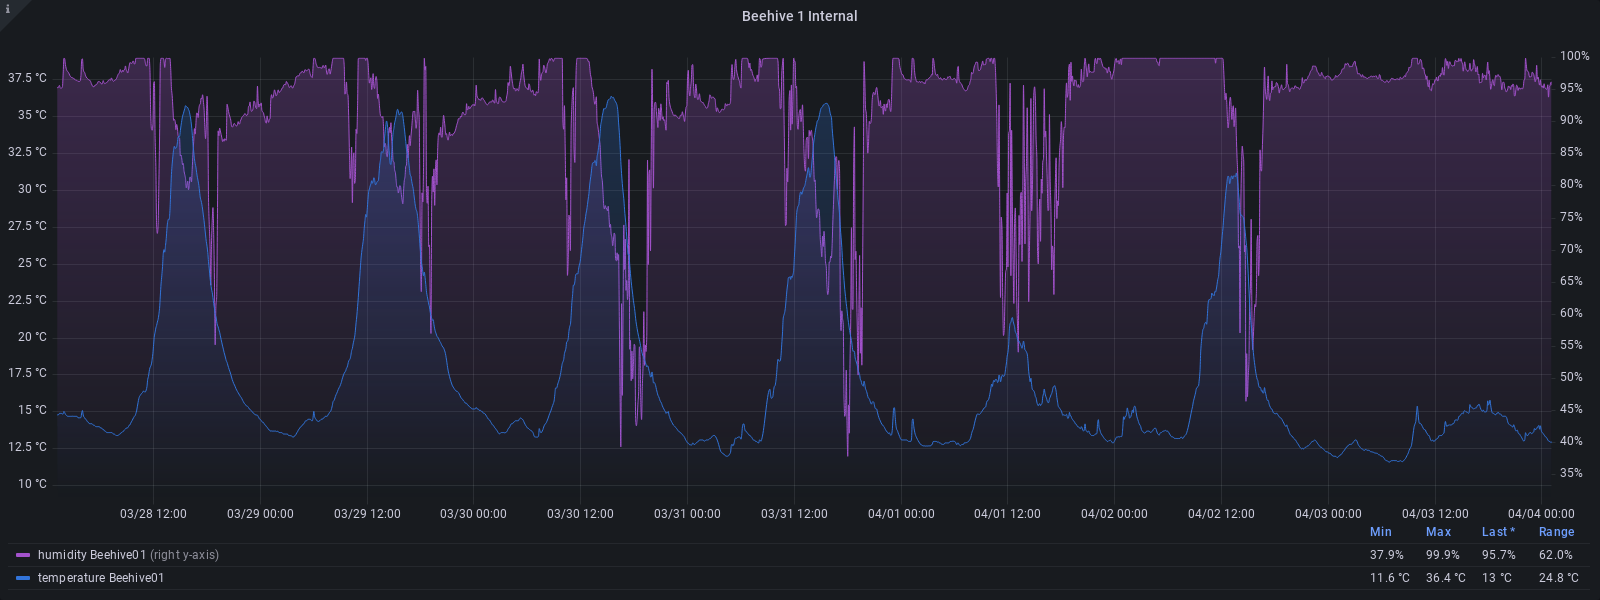 i
Beehive 1 Internal
37.5 °C
35 °C
32.5 °C
30 °C
27.5 °C
25 °C
22.5 °C
20 °C
17.5 °C
15 °C
12.5 °C
10 °C
100%
95%
90%
85%
80%
75%
70%
65%
60%
55%
50%
45%
40%
35%
03/28 12:00 03/29 00:00 03/29 12:00 03/30 00:00 03/30 12:00 03/31 00:00 03/31 12:00 04/01 00:00 04/01 12:00 04/02 00:00 04/02 12:00 04/03 00:00 04/03 12:00 04/04 00:00
Min Max Last * Range
humidity Beehive01 (right y-axis) 37.9% 99.9% 95.7% 62.0%
temperature Beehive01 11.6 °C 36.4 °C 13 °C 24.8 °C